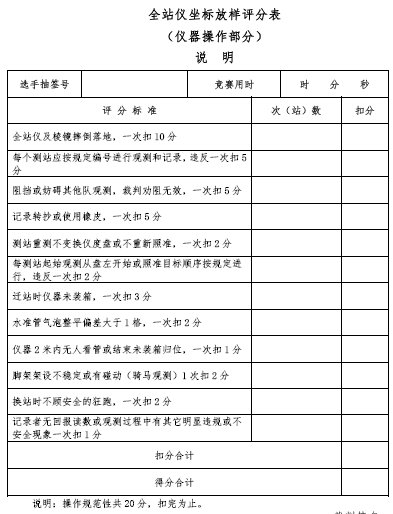 全站仪坐标放样评分表
（仪器操作部分）
说 明
选手抽签号 竞赛用时 时 分 秒
评 分 标 准 次（站）数 扣分
全站仪及棱镜摔倒落地，一次扣10分
每个测站应按规定编号进行观测和记录，违反一次扣5
分
阻挡或妨碍其他队观测，裁判劝阻无效，一次扣5分
记录转抄或使用橡皮，一次扣5分
测站重测不变换仪度盘或不重新照准，一次扣2分
每测站起始观测从盘左开始或照准目标顺序按规定进
行，违反一次扣2分
迁站时仪器未装箱，一次扣3分
水准管气泡整平偏差大于1格，一次扣2分
仪器2米内无人看管或结束未装箱归位，一次扣1分
脚架架设不稳定或有碰动（骑马观测）1次扣2分
换站时不顾安全的狂跑，一次扣2分
记录者无回报读数或观测过程中有其它明显违规或不
安全现象一次扣1分
扣分合计
得分合计
说明：操作规范性共20分，扣完为止。